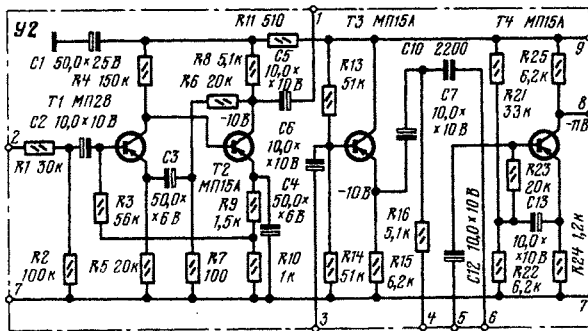 У2
R11 510
1
T3 МП15А
T4 МП15А
C1 50,0×25В
R4 150к
R8 5,1к
R6 20к
C5
10,0×
×10В
R13
51к
C10 2200
R21
33к
R25
6,2к
9
8
-11В
T1 МП28
C2 10,0×10В
-10В
C7
10,0×
×10В
2
R1 30к
C3
50,0×
×6В
T2
МП15А
C6
10,0×
×10В
C4
50,0×
×6В
-10В
R23
20к
R3
56к
R9
1,5к
R16
5,1к
C12 10,0×10В
C13
10,0×
×10В
R24 1,2к
R2
100к
R5 20к
R7
100
R10
1к
R14
51к
R15
6,2к
R22
6,2к
7
7
3
4
5
6